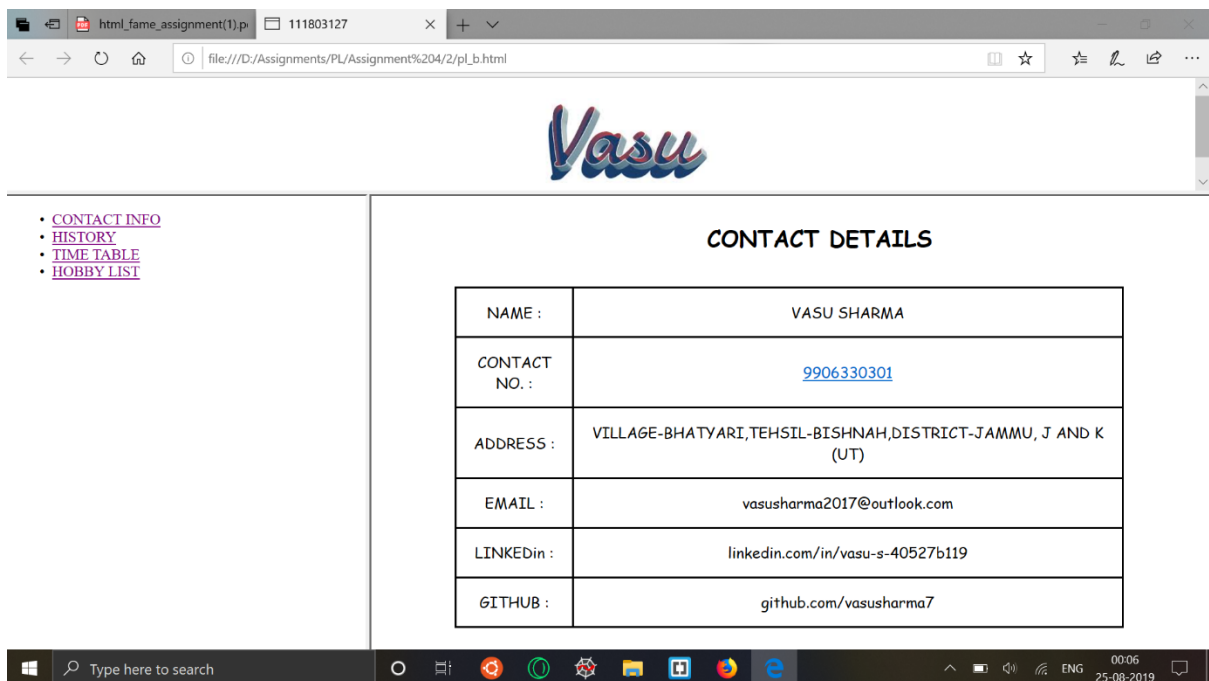 html_fame_assignment(1).p
111803127
file:///D:/Assignments/PL/Assignment%204/2/pl_b.html
Vasu
CONTACT INFO
HISTORY
TIME TABLE
HOBBY LIST
CONTACT DETAILS
NAME : VASU SHARMA
CONTACT
NO. : 9906330301
ADDRESS : VILLAGE-BHATYARI,TEHSIL-BISHNAH,DISTRICT-JAMMU, J AND K
(UT)
EMAIL : vasusharma2017@outlook.com
LINKEDin : linkedin.com/in/vasu-s-40527b119
GITHUB : github.com/vasusharma7
Type here to search
ENG
00:06
25-08-2019